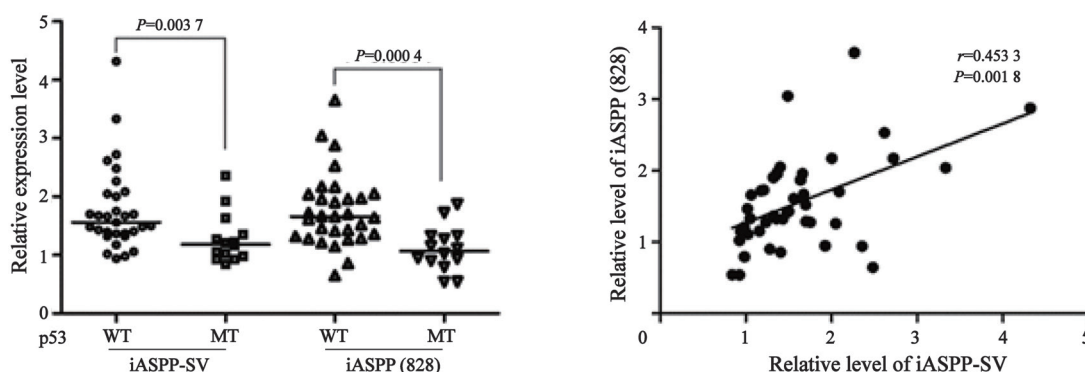 Relative expression level
5
4
3
2
1
0
P=0.003 7
P=0.000 4
p53 WT MT WT MT
iASPP-SV iASPP (828)
Relative level of iASPP (828)
4
3
2
1
0
r=0.453 3
P=0.001 8
0 1 2 3 4 5
Relative level of iASPP-SV